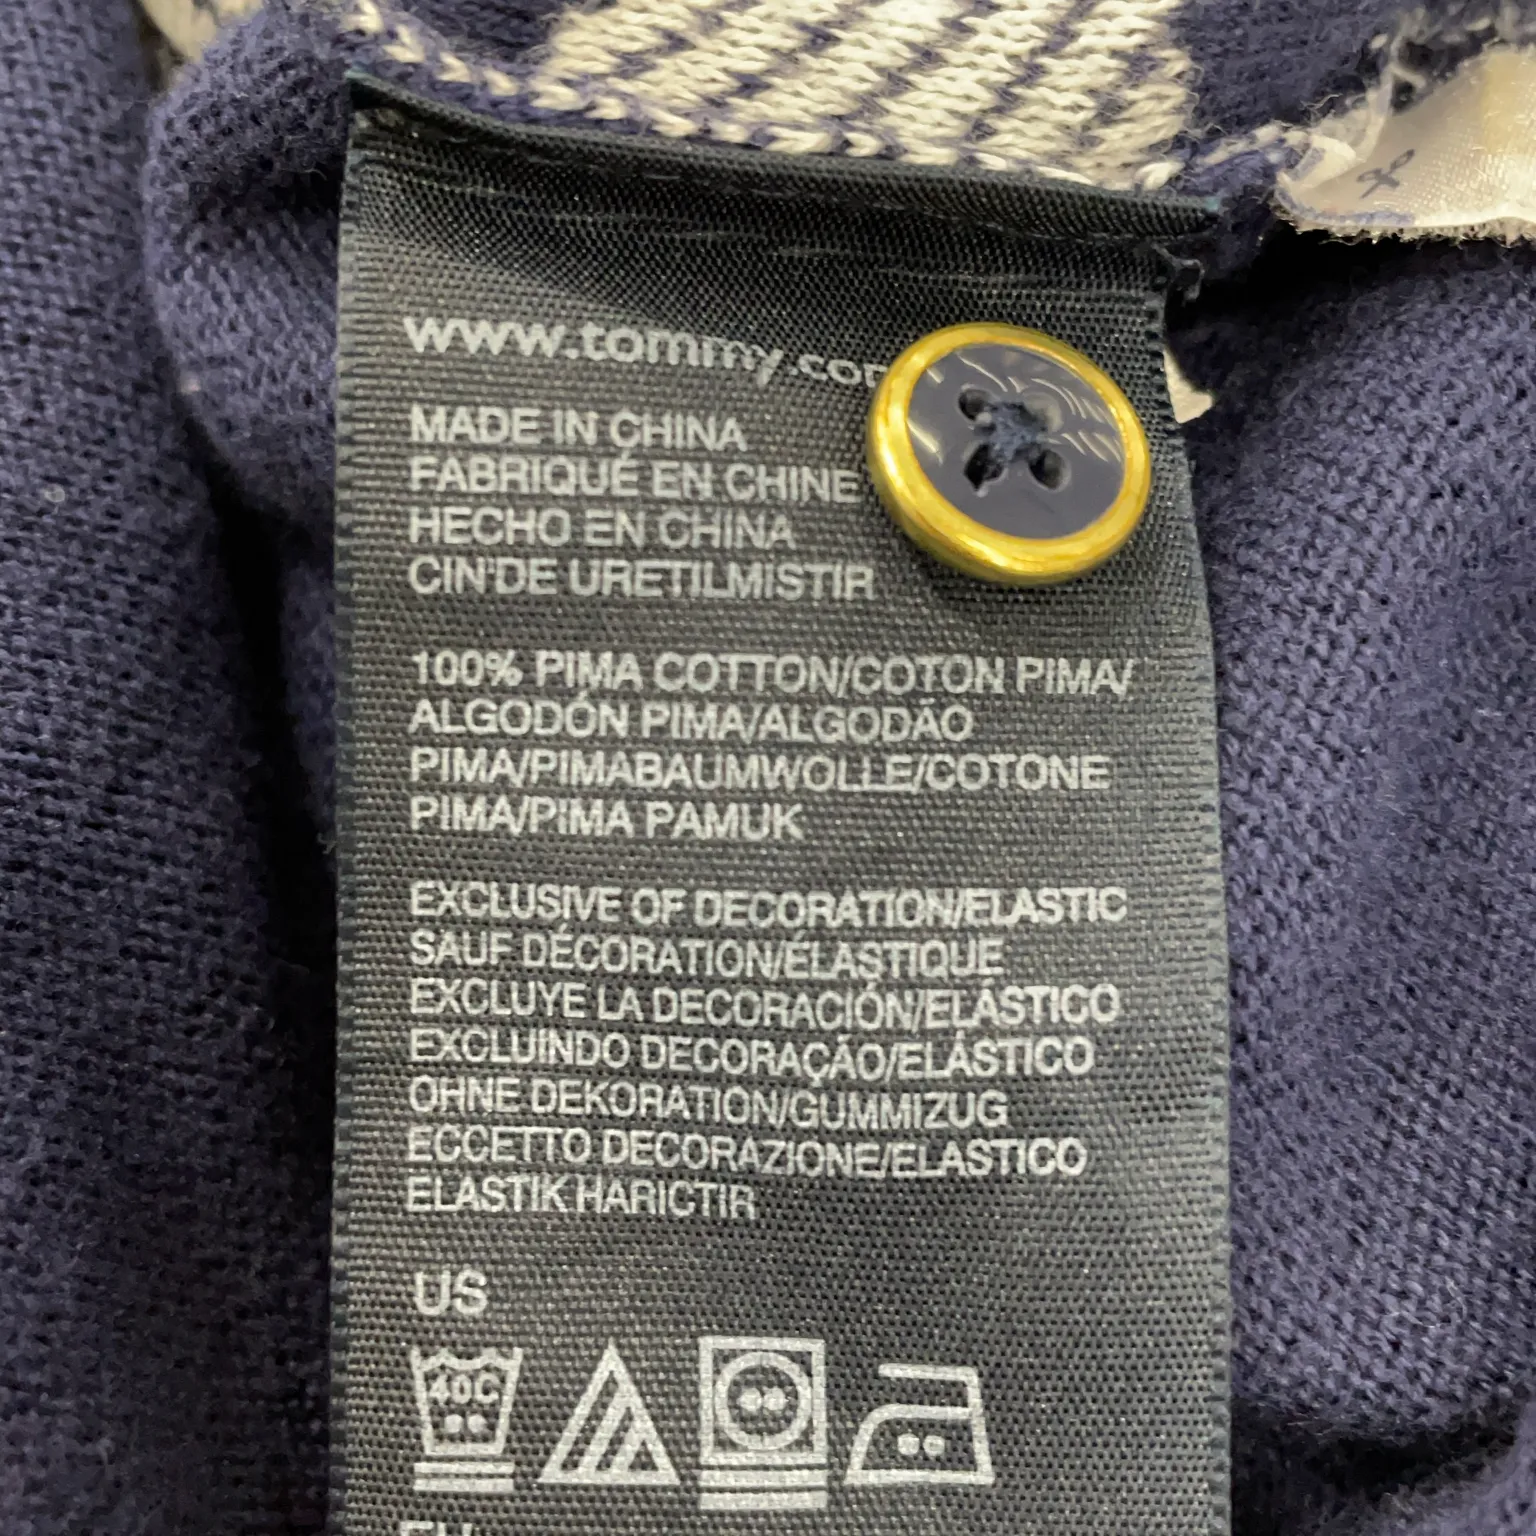 www.tommy.com
MADE IN CHINA
FABRIQUÉ EN CHINE
HECHO EN CHINA
CIN'DE URETILMISTIR
100% PIMA COTTON/COTON PIMA/
ALGODÓN PIMA/ALGODÃO
PIMA/PIMABAUMWOLLE/COTONE
PIMA/PIMA PAMUK
EXCLUSIVE OF DECORATION/ELASTIC
SAUF DÉCORATION/ÉLASTIQUE
EXCLUYE LA DECORACIÓN/ELÁSTICO
EXCLUINDO DECORAÇÃO/ELÁSTICO
OHNE DEKORATION/GUMMIZUG
ECCETTO DECORAZIONE/ELASTICO
ELASTIK HARICTIR
US
40C